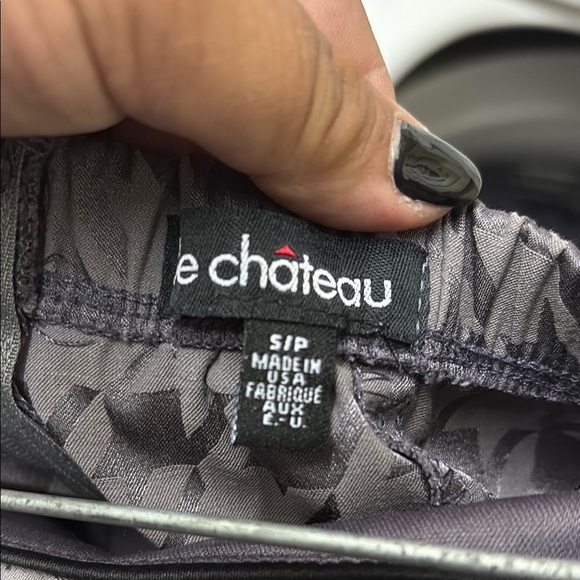 e château
S/P
MADE IN
USA
FABRIQUÉ
AUX
É.-U.